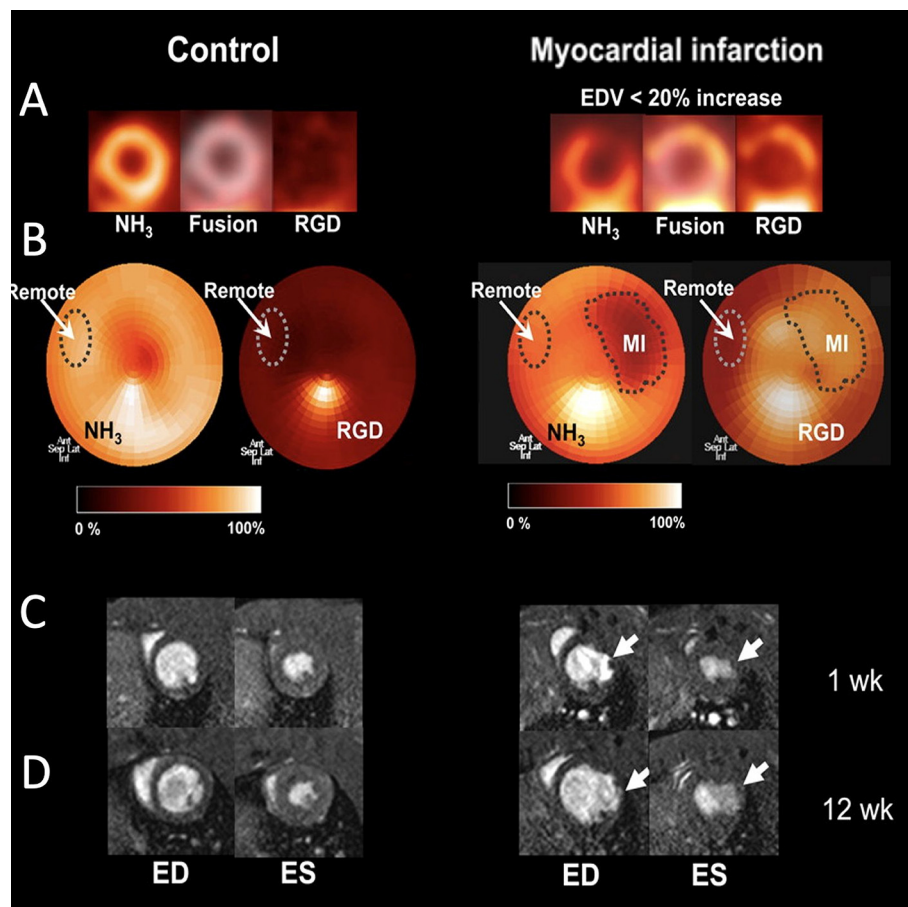 Control
Myocardial infarction
A
EDV < 20% increase
NH₃
Fusion
RGD
NH₃
Fusion
RGD
B
Remote
Remote
Remote
Remote
MI
MI
NH₃
RGD
NH₃
RGD
Ant
Sep Lat
Inf
Ant
Sep Lat
Inf
Ant
Sep Lat
Inf
Ant
Sep Lat
Inf
0 %
100%
0 %
100%
C
1 wk
D
12 wk
ED
ES
ED
ES